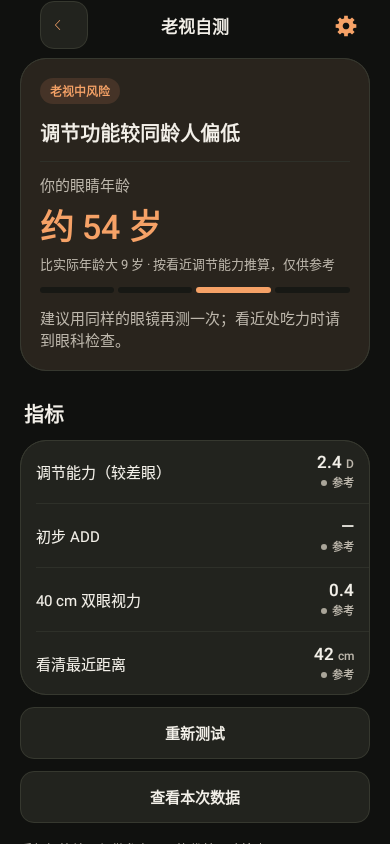 老视自测
老视中风险
调节功能较同龄人偏低
你的眼睛年龄
约 54 岁
比实际年龄大 9 岁 · 按看近调节能力推算，仅供参考
建议用同样的眼镜再测一次；看近处吃力时请
到眼科检查。
指标
调节能力（较差眼）
2.4 D
参考
初步 ADD
—
参考
40 cm 双眼视力
0.4
参考
看清最近距离
42 cm
参考
重新测试
查看本次数据